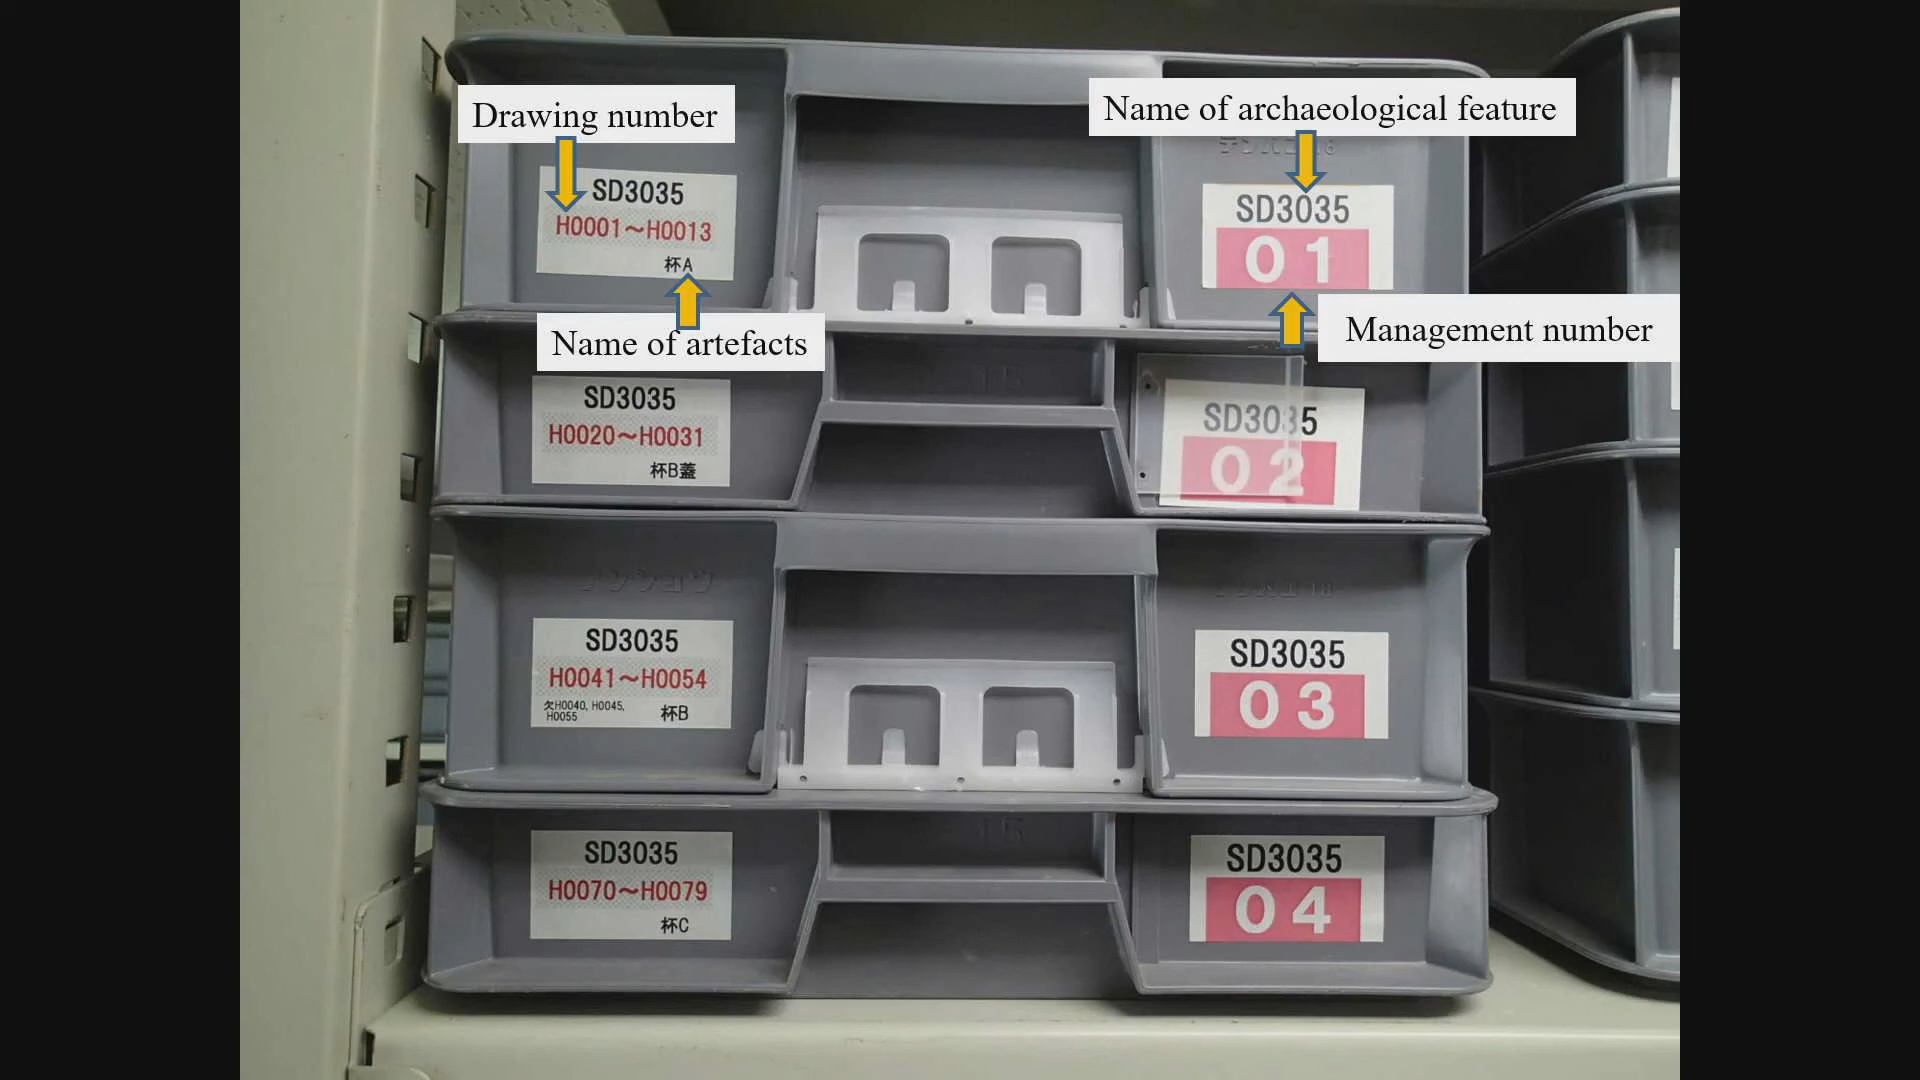 Drawing number
Name of archaeological feature
SD3035
H0001～H0013
杯A
SD3035
01
Name of artefacts
Management number
SD3035
H0020～H0031
杯B蓋
15
SD3035
02
SD3035
H0041～H0054
欠H0040, H0045,
H0055
杯B
SD3035
03
SD3035
H0070～H0079
杯C
15
SD3035
04